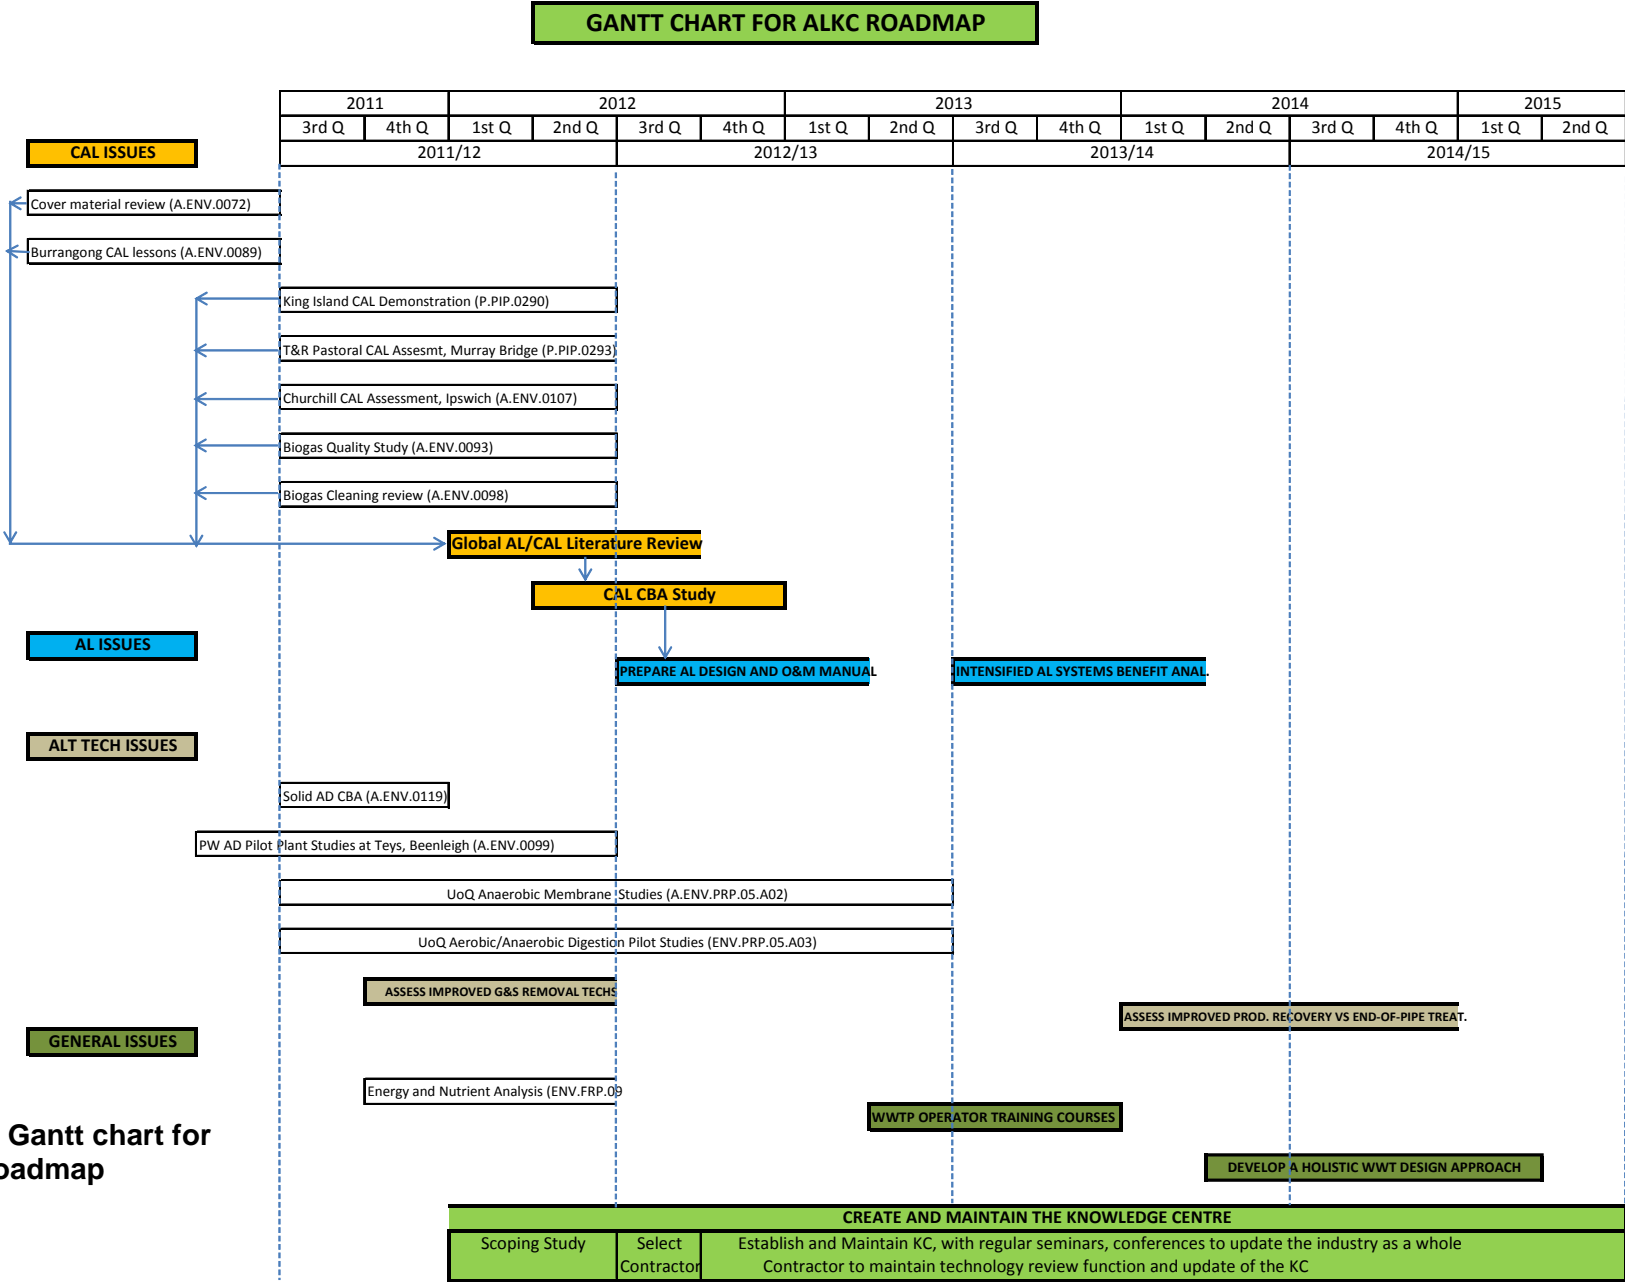 GANTT CHART FOR ALKC ROADMAP
2011 2012 2013 2014 2015
3rd Q 4th Q 1st Q 2nd Q 3rd Q 4th Q 1st Q 2nd Q 3rd Q 4th Q 1st Q 2nd Q 3rd Q 4th Q 1st Q 2nd Q
CAL ISSUES 2011/12 2012/13 2013/14 2014/15
Cover material review (A.ENV.0072)
Burrangong CAL lessons (A.ENV.0089)
King Island CAL Demonstration (P.PIP.0290)
T&R Pastoral CAL Assesmt, Murray Bridge (P.PIP.0293)
Churchill CAL Assessment, Ipswich (A.ENV.0107)
Biogas Quality Study (A.ENV.0093)
Biogas Cleaning review (A.ENV.0098)
Global AL/CAL Literature Review
CAL CBA Study
AL ISSUES
PREPARE AL DESIGN AND O&M MANUAL INTENSIFIED AL SYSTEMS BENEFIT ANAL.
ALT TECH ISSUES
Solid AD CBA (A.ENV.0119)
PW AD Pilot Plant Studies at Teys, Beenleigh (A.ENV.0099)
UoQ Anaerobic Membrane Studies (A.ENV.PRP.05.A02)
UoQ Aerobic/Anaerobic Digestion Pilot Studies (ENV.PRP.05.A03)
ASSESS IMPROVED G&S REMOVAL TECHS
ASSESS IMPROVED PROD. RECOVERY VS END-OF-PIPE TREAT.
GENERAL ISSUES
Energy and Nutrient Analysis (ENV.FRP.09
WWTP OPERATOR TRAINING COURSES
Gantt chart for
oadmap
DEVELOP A HOLISTIC WWT DESIGN APPROACH
CREATE AND MAINTAIN THE KNOWLEDGE CENTRE
Scoping Study Select Establish and Maintain KC, with regular seminars, conferences to update the industry as a whole
Contractor Contractor to maintain technology review function and update of the KC